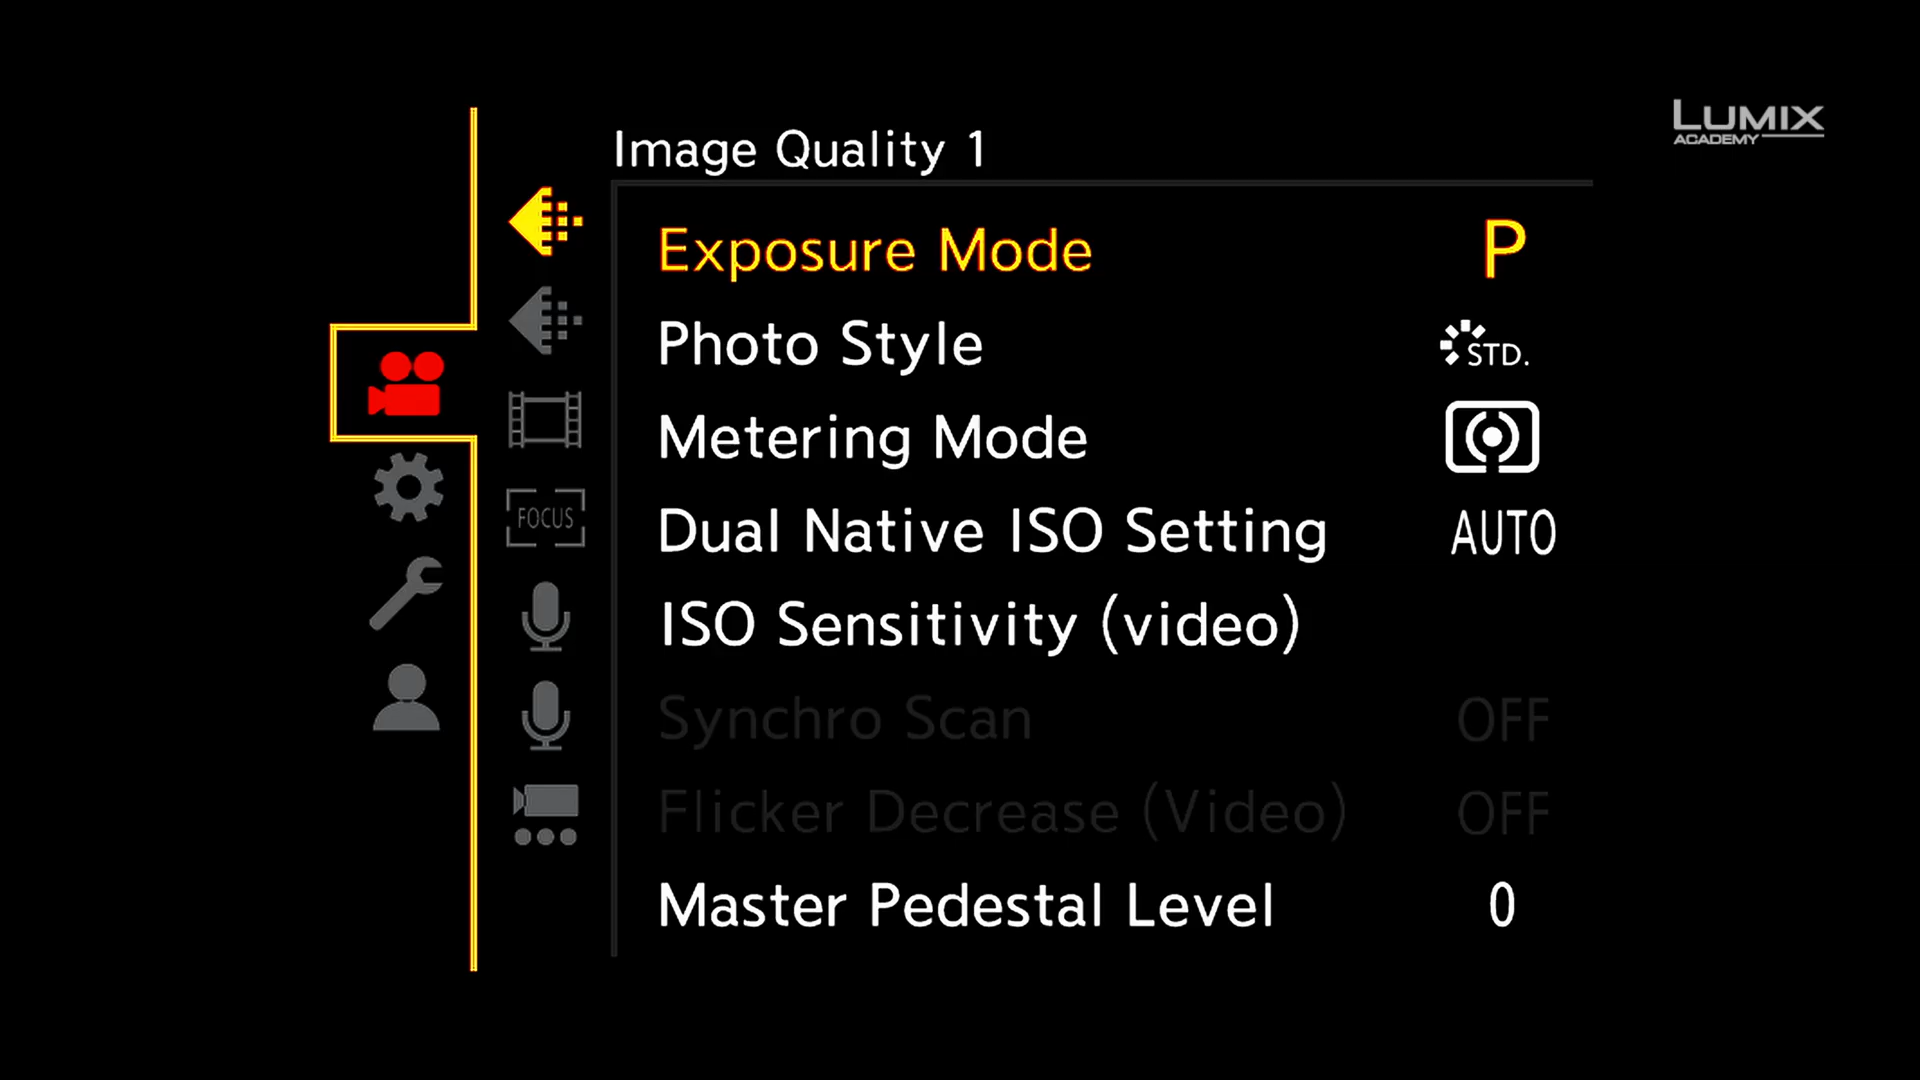 LUMIX
ACADEMY
Image Quality 1
Exposure Mode P
Photo Style STD.
Metering Mode
Dual Native ISO Setting AUTO
ISO Sensitivity (video)
Synchro Scan OFF
Flicker Decrease (Video) OFF
Master Pedestal Level 0
FOCUS